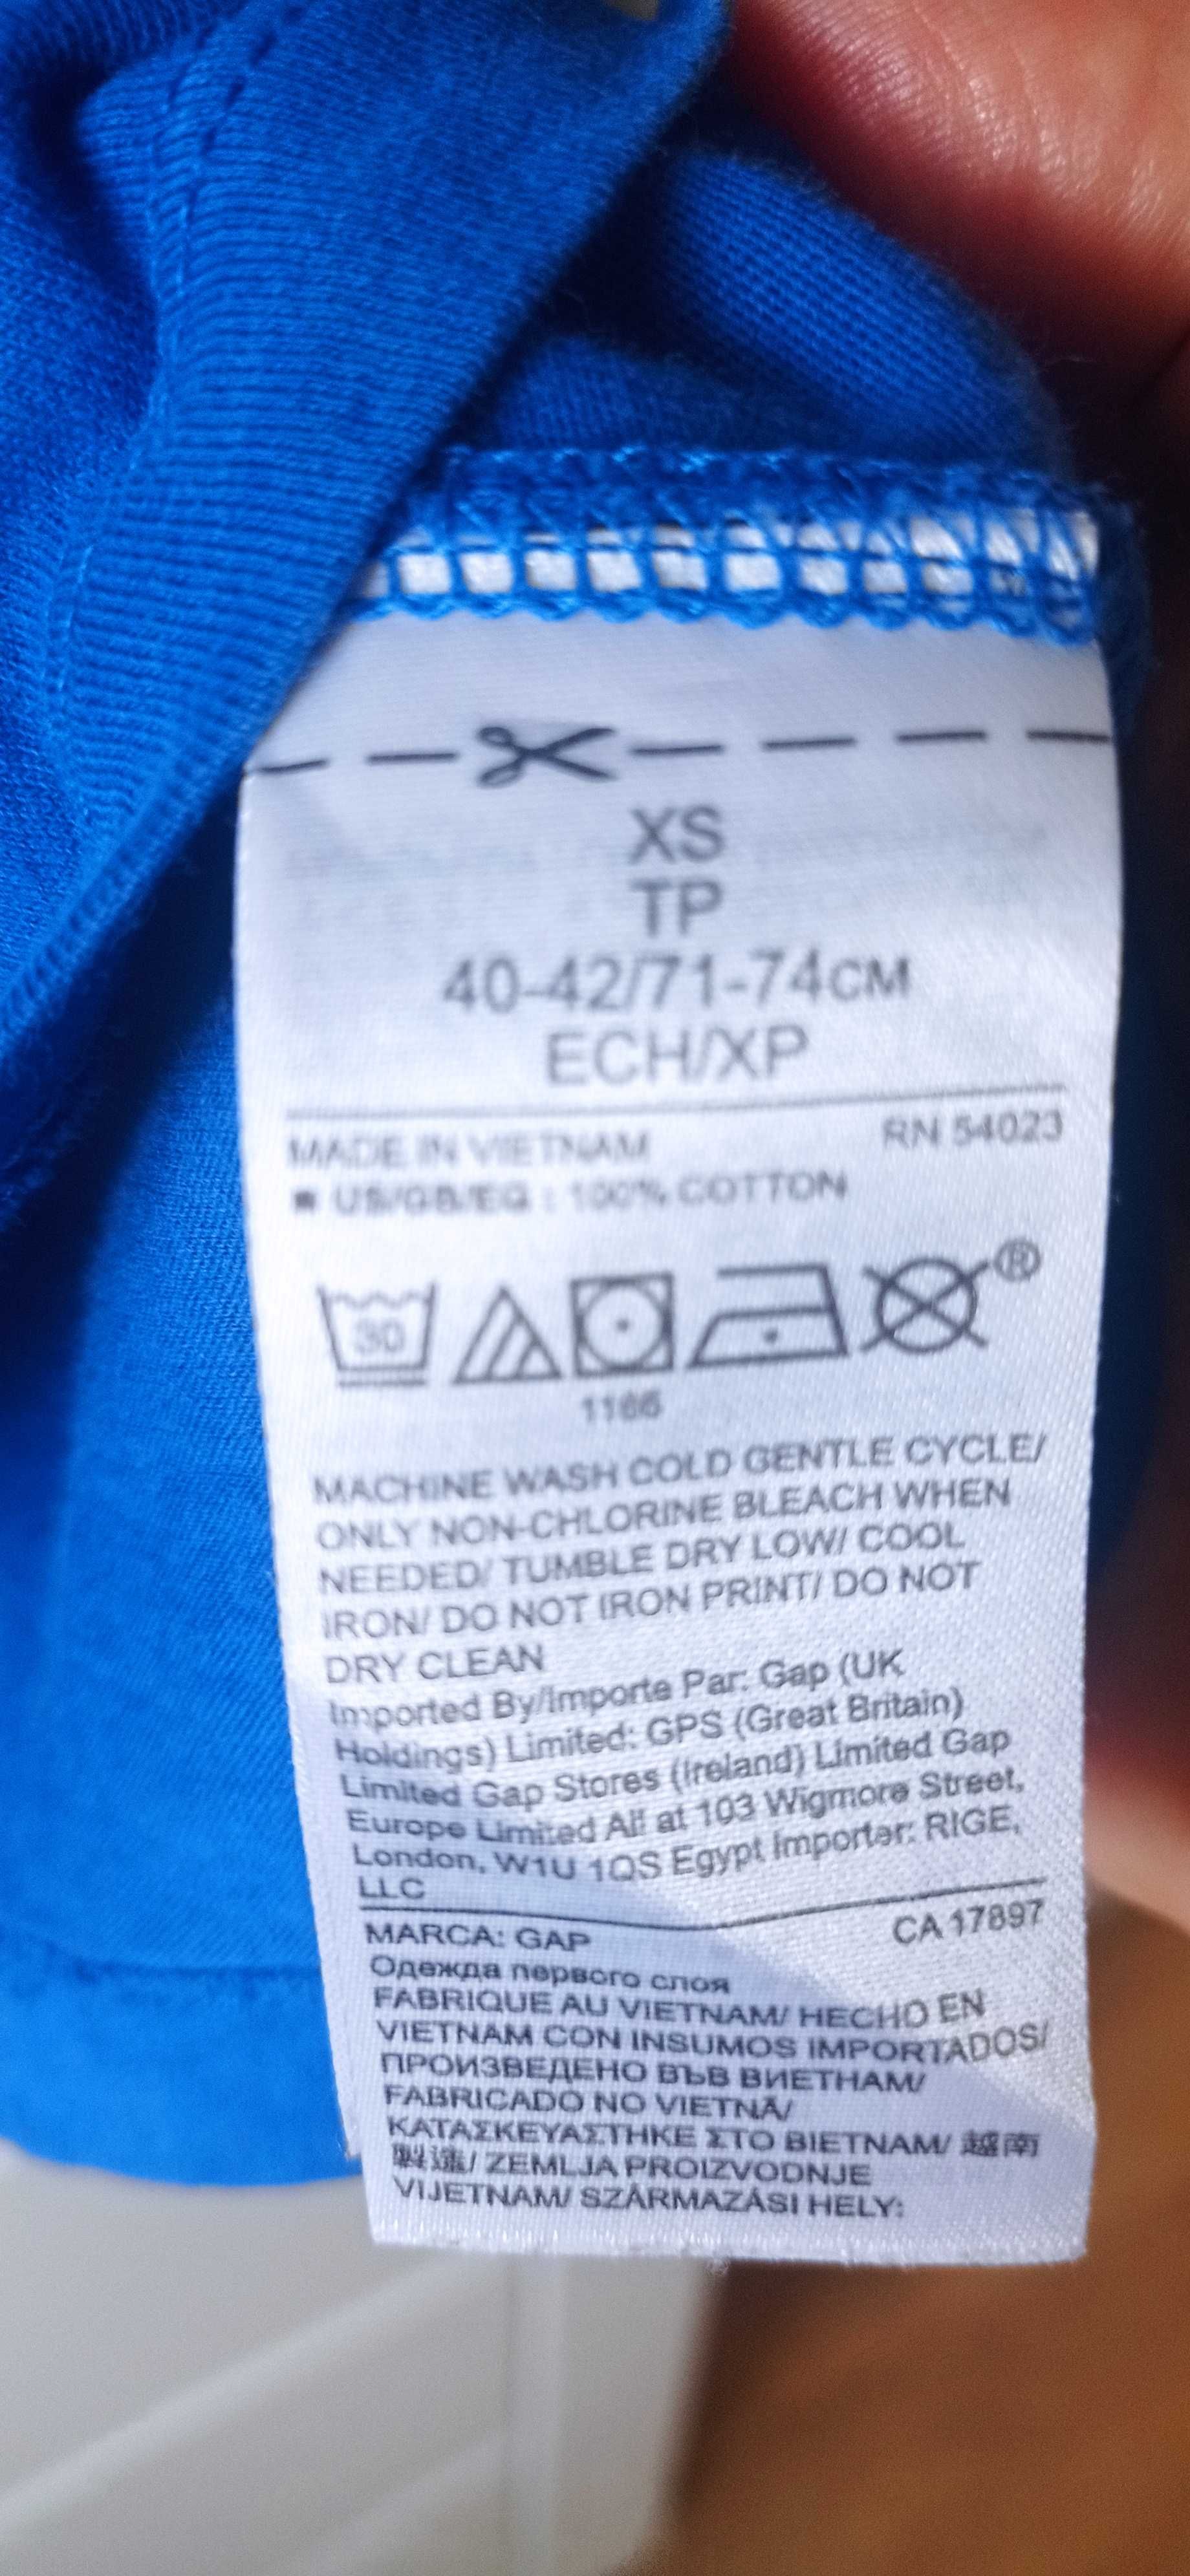 XS
TP
40-42/71-74CM
ECH/XP
MADE IN VIETNAM RN 54023
★ US/GB/EG : 100% COTTON
30 ®
1166
MACHINE WASH COLD GENTLE CYCLE/
ONLY NON-CHLORINE BLEACH WHEN
NEEDED/ TUMBLE DRY LOW/ COOL
IRON/ DO NOT IRON PRINT/ DO NOT
DRY CLEAN
Imported By/Importe Par: Gap (UK
Holdings) Limited: GPS (Great Britain)
Limited Gap Stores (Ireland) Limited Gap
Europe Limited All at 103 Wigmore Street,
London, W1U 1QS Egypt Importer: RIGE,
LLC
MARCA: GAP CA 17897
Одежда первого слоя
FABRIQUE AU VIETNAM/ HECHO EN
VIETNAM CON INSUMOS IMPORTADOS/
ПРОИЗВЕДЕНО ВЪВ ВИЕТНАМ/
FABRICADO NO VIETNÃ/
ΚΑΤΑΣΚΕΥΑΣΤΗΚΕ ΣΤΟ ΒΙΕΤΝΑΜ/ 越南
製造/ ZEMLJA PROIZVODNJE
VIJETNAM/ SZÁRMAZÁSI HELY: